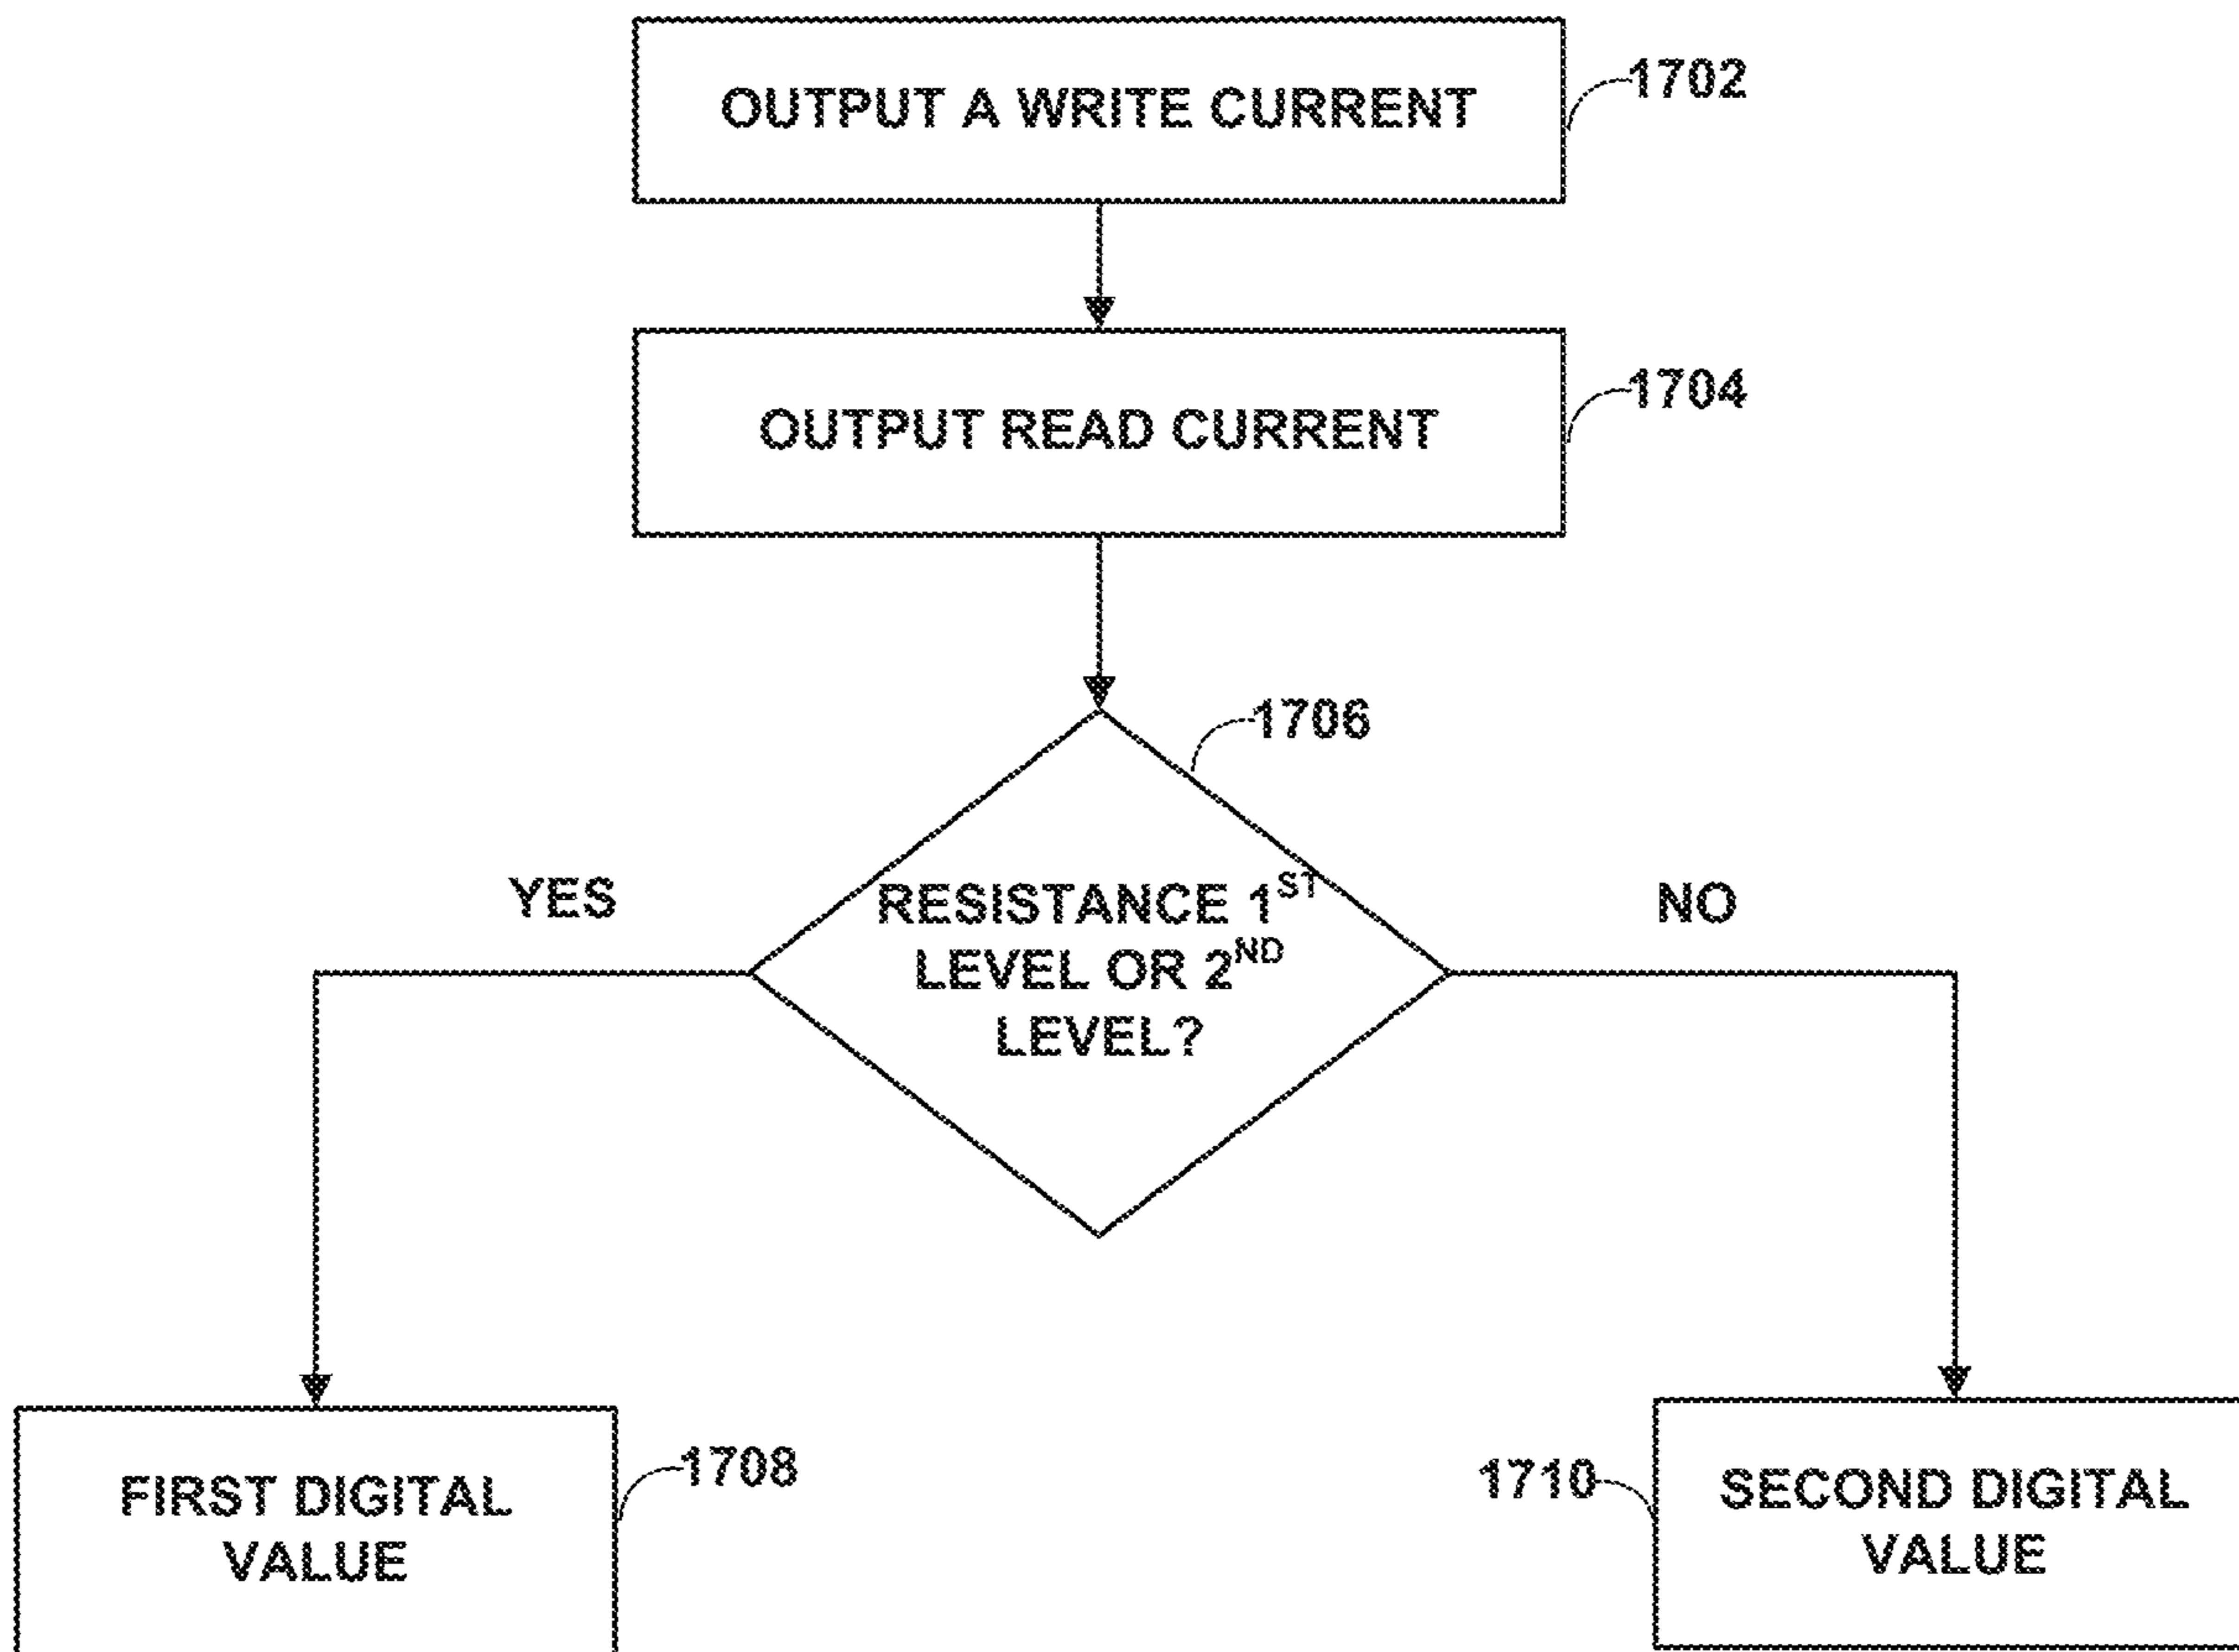 OUTPUT A WRITE CURRENT
1702
OUTPUT READ CURRENT
1704
1706
RESISTANCE 1ST
LEVEL OR 2ND
LEVEL?
YES
NO
FIRST DIGITAL
VALUE
1708
1710
SECOND DIGITAL
VALUE